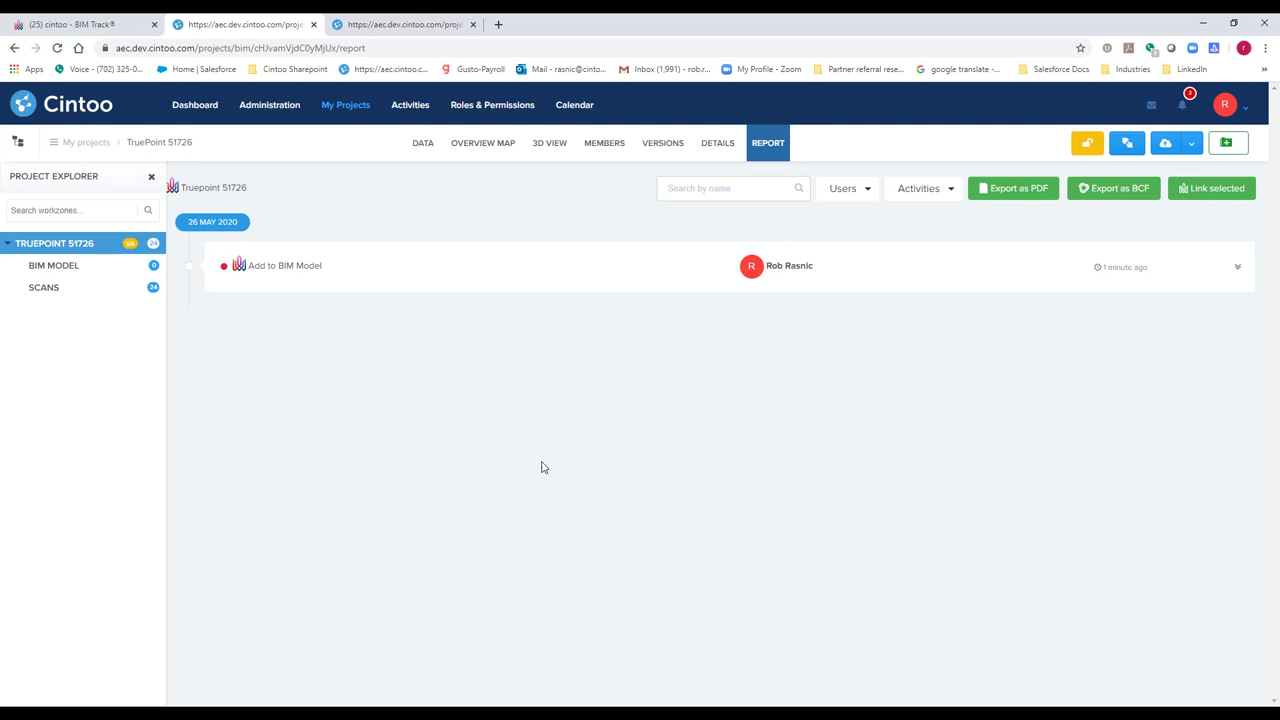 (25) cintoo - BIM Track®
https://aec.dev.cintoo.com/proje
https://aec.dev.cintoo.com/proje
aec.dev.cintoo.com/projects/bim/cHJvamVjdC0yMjUx/report
Apps
Voice - (702) 325-0...
Home | Salesforce
Cintoo Sharepoint
https://aec.cintoo.c...
Gusto-Payroll
Mail - rasnic@cinto...
Inbox (1,991) - rob.r...
My Profile - Zoom
Partner referral rese...
google translate -...
Salesforce Docs
Industries
LinkedIn
Cintoo
Dashboard
Administration
My Projects
Activities
Roles & Permissions
Calendar
2
R
My projects
TruePoint 51726
DATA
OVERVIEW MAP
3D VIEW
MEMBERS
VERSIONS
DETAILS
REPORT
PROJECT EXPLORER
Truepoint 51726
Search by name
Users
Activities
Export as PDF
Export as BCF
Link selected
Search workzones...
26 MAY 2020
TRUEPOINT 51726
VA
24
BIM MODEL
0
Add to BIM Model
R
Rob Rasnic
1 minute ago
SCANS
24